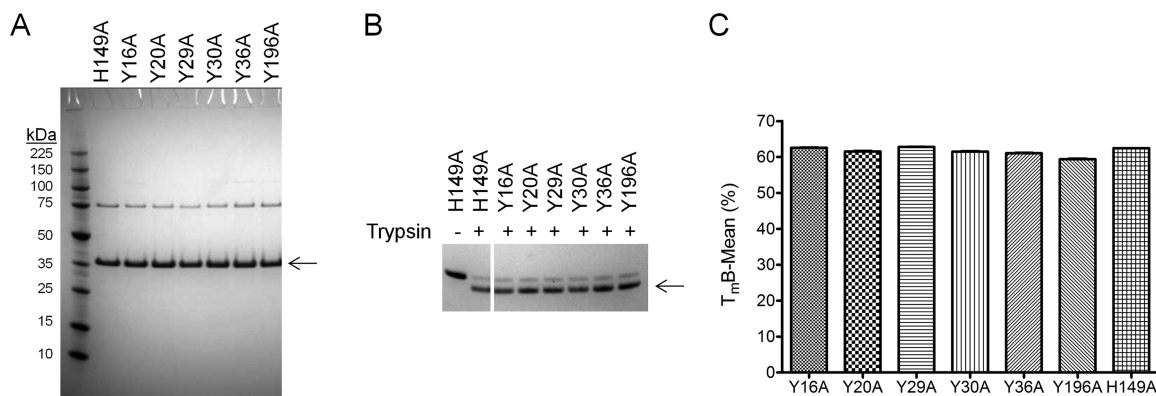 A
H149A
Y16A
Y20A
Y29A
Y30A
Y36A
Y196A
kDa
225
150
100
75
50
35
25
15
10
B
H149A
H149A
Y16A
Y20A
Y29A
Y30A
Y36A
Y196A
Trypsin - + + + + + + +
C
TmB-Mean (%)
70
60
50
40
30
20
10
0
Y16A Y20A Y29A Y30A Y36A Y196A H149A